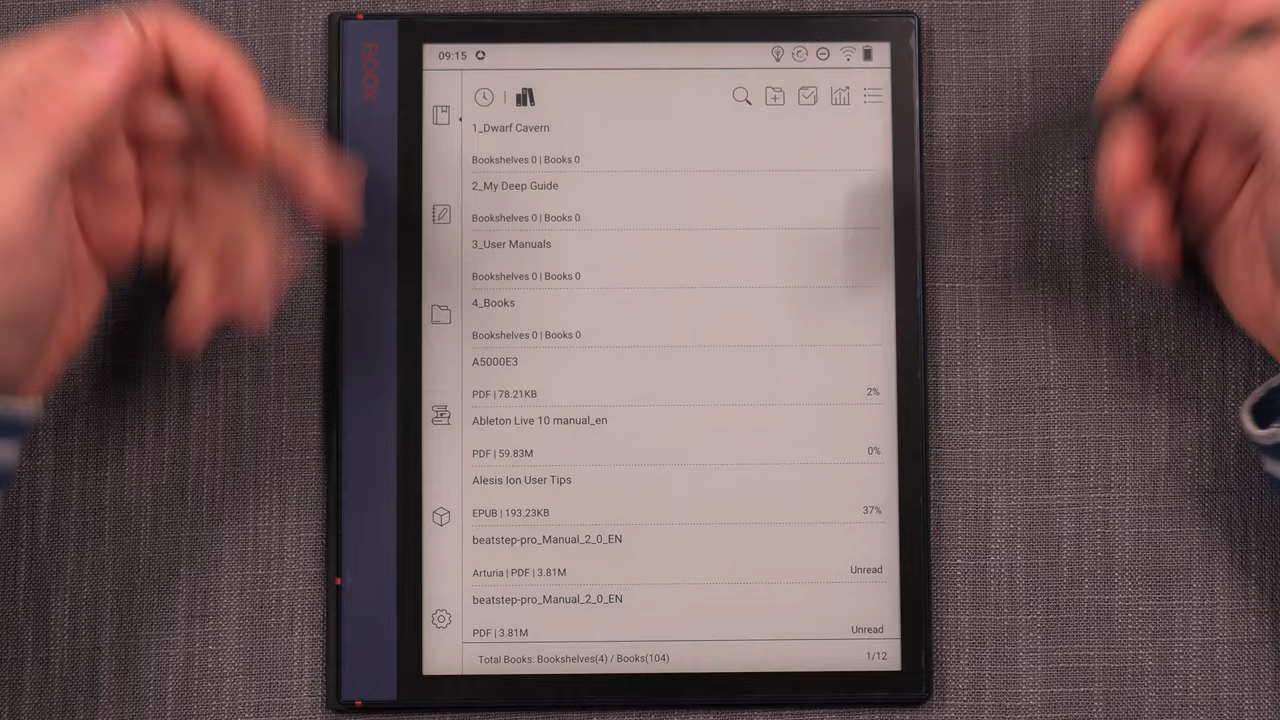 BOOX
09:15
1_Dwarf Cavern
Bookshelves 0 | Books 0
2_My Deep Guide
Bookshelves 0 | Books 0
3_User Manuals
Bookshelves 0 | Books 0
4_Books
Bookshelves 0 | Books 0
A5000E3
PDF | 78.21KB 2%
Ableton Live 10 manual_en
PDF | 59.83M 0%
Alesis Ion User Tips
EPUB | 193.23KB 37%
beatstep-pro_Manual_2_0_EN
Arturia | PDF | 3.81M Unread
beatstep-pro_Manual_2_0_EN
PDF | 3.81M Unread
Total Books: Bookshelves(4) / Books(104) 1/12